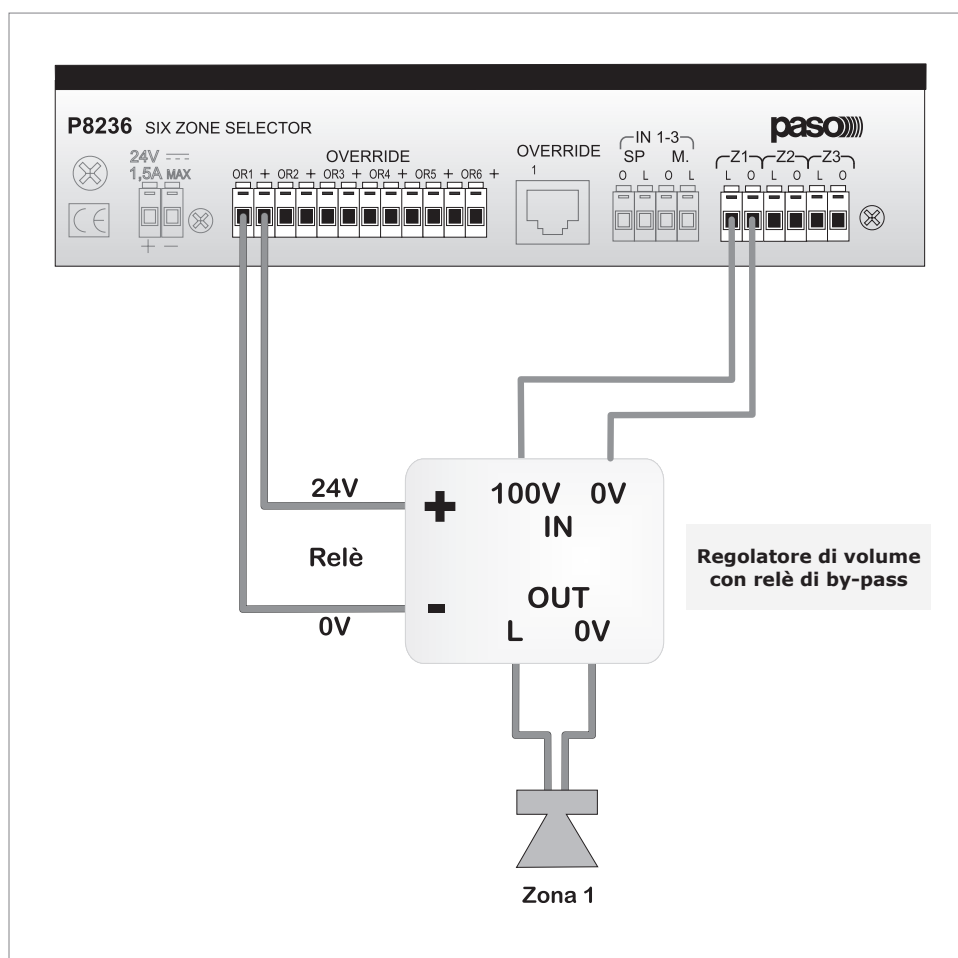 P8236 SIX ZONE SELECTOR
paso
24V
1,5A MAX
+ −
CE
OVERRIDE
OR1 + OR2 + OR3 + OR4 + OR5 + OR6 +
OVERRIDE
1
IN 1-3
SP M.
O L O L
Z1 Z2 Z3
L O L O L O
24V
Relè
0V
+
-
100V 0V
IN
OUT
L 0V
Regolatore di volume
con relè di by-pass
Zona 1